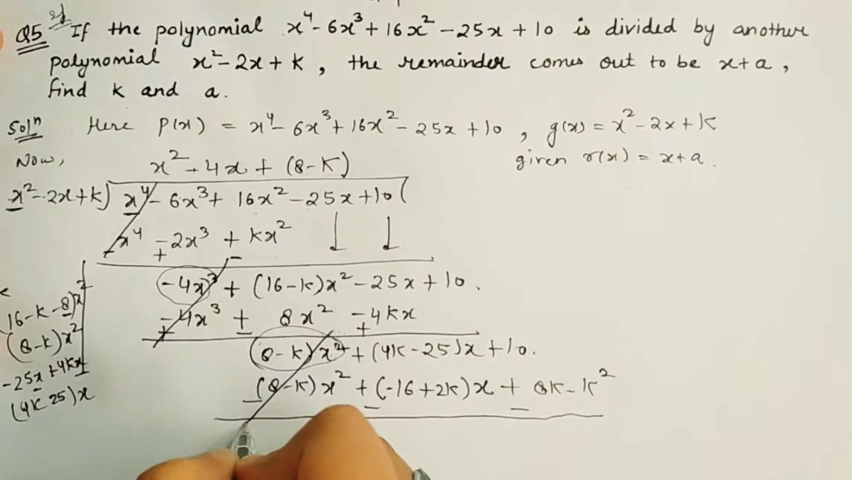 Q5 If the polynomial x⁴ - 6x³ + 16x² - 25x + 10 is divided by another
polynomial x² - 2x + k, the remainder comes out to be x+a,
find k and a.
Solⁿ Here p(x) = x⁴ - 6x³ + 16x² - 25x + 10, g(x) = x² - 2x + k
Now, given r(x) = x+a.
x² - 4x + (8-k)
x² - 2x + k) x⁴ - 6x³ + 16x² - 25x + 10 (
x⁴ - 2x³ + kx²
- + -
-4x³ + (16-k)x² - 25x + 10.
-4x³ + 8x² - 4kx
+ - +
(8-k)x² + (4k-25)x + 10.
(8-k)x² + (-16+2k)x + 8k - k²
- - -
16-k-8)x²
(8-k)x²
-25x + 4kx
(4k-25)x